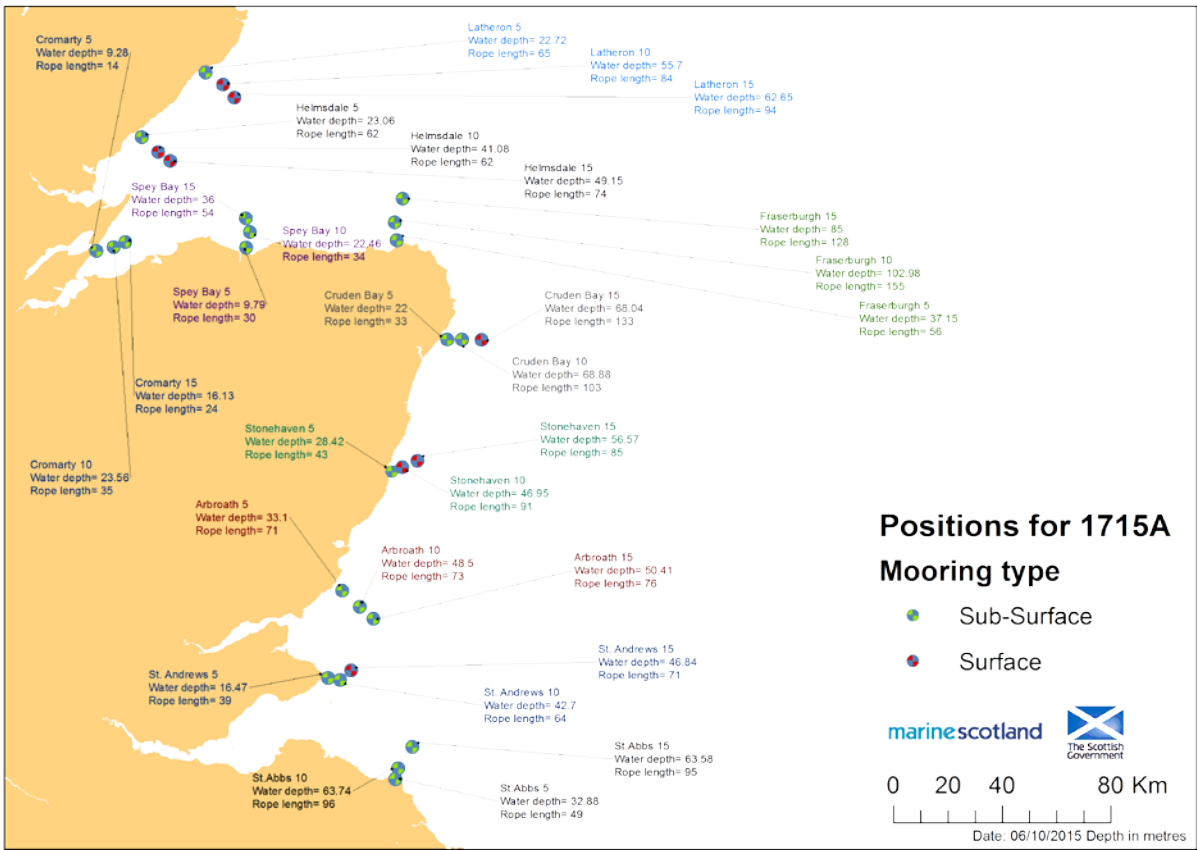 Cromarty 5
Water depth= 9.28
Rope length= 14
Latheron 5
Water depth= 22.72
Rope length= 65
Latheron 10
Water depth= 55.7
Rope length= 84
Latheron 15
Water depth= 62.65
Rope length= 94
Helmsdale 5
Water depth= 23.06
Rope length= 62
Helmsdale 10
Water depth= 41.08
Rope length= 62
Helmsdale 15
Water depth= 49.15
Rope length= 74
Spey Bay 15
Water depth= 36
Rope length= 54
Spey Bay 10
Water depth= 22.46
Rope length= 34
Spey Bay 5
Water depth= 9.79
Rope length= 30
Fraserburgh 15
Water depth= 85
Rope length= 128
Fraserburgh 10
Water depth= 102.98
Rope length= 155
Fraserburgh 5
Water depth= 37.15
Rope length= 56
Cruden Bay 5
Water depth= 22
Rope length= 33
Cruden Bay 15
Water depth= 68.04
Rope length= 133
Cruden Bay 10
Water depth= 68.88
Rope length= 103
Cromarty 15
Water depth= 16.13
Rope length= 24
Cromarty 10
Water depth= 23.56
Rope length= 35
Stonehaven 5
Water depth= 28.42
Rope length= 43
Stonehaven 15
Water depth= 56.57
Rope length= 85
Stonehaven 10
Water depth= 46.95
Rope length= 91
Arbroath 5
Water depth= 33.1
Rope length= 71
Arbroath 10
Water depth= 48.5
Rope length= 73
Arbroath 15
Water depth= 50.41
Rope length= 76
St. Andrews 5
Water depth= 16.47
Rope length= 39
St. Andrews 15
Water depth= 46.84
Rope length= 71
St. Andrews 10
Water depth= 42.7
Rope length= 64
St.Abbs 15
Water depth= 63.58
Rope length= 95
St.Abbs 10
Water depth= 63.74
Rope length= 96
St.Abbs 5
Water depth= 32.88
Rope length= 49
Positions for 1715A
Mooring type
Sub-Surface
Surface
marinescotland
The Scottish
Government
0 20 40 80 Km
Date: 06/10/2015 Depth in metres